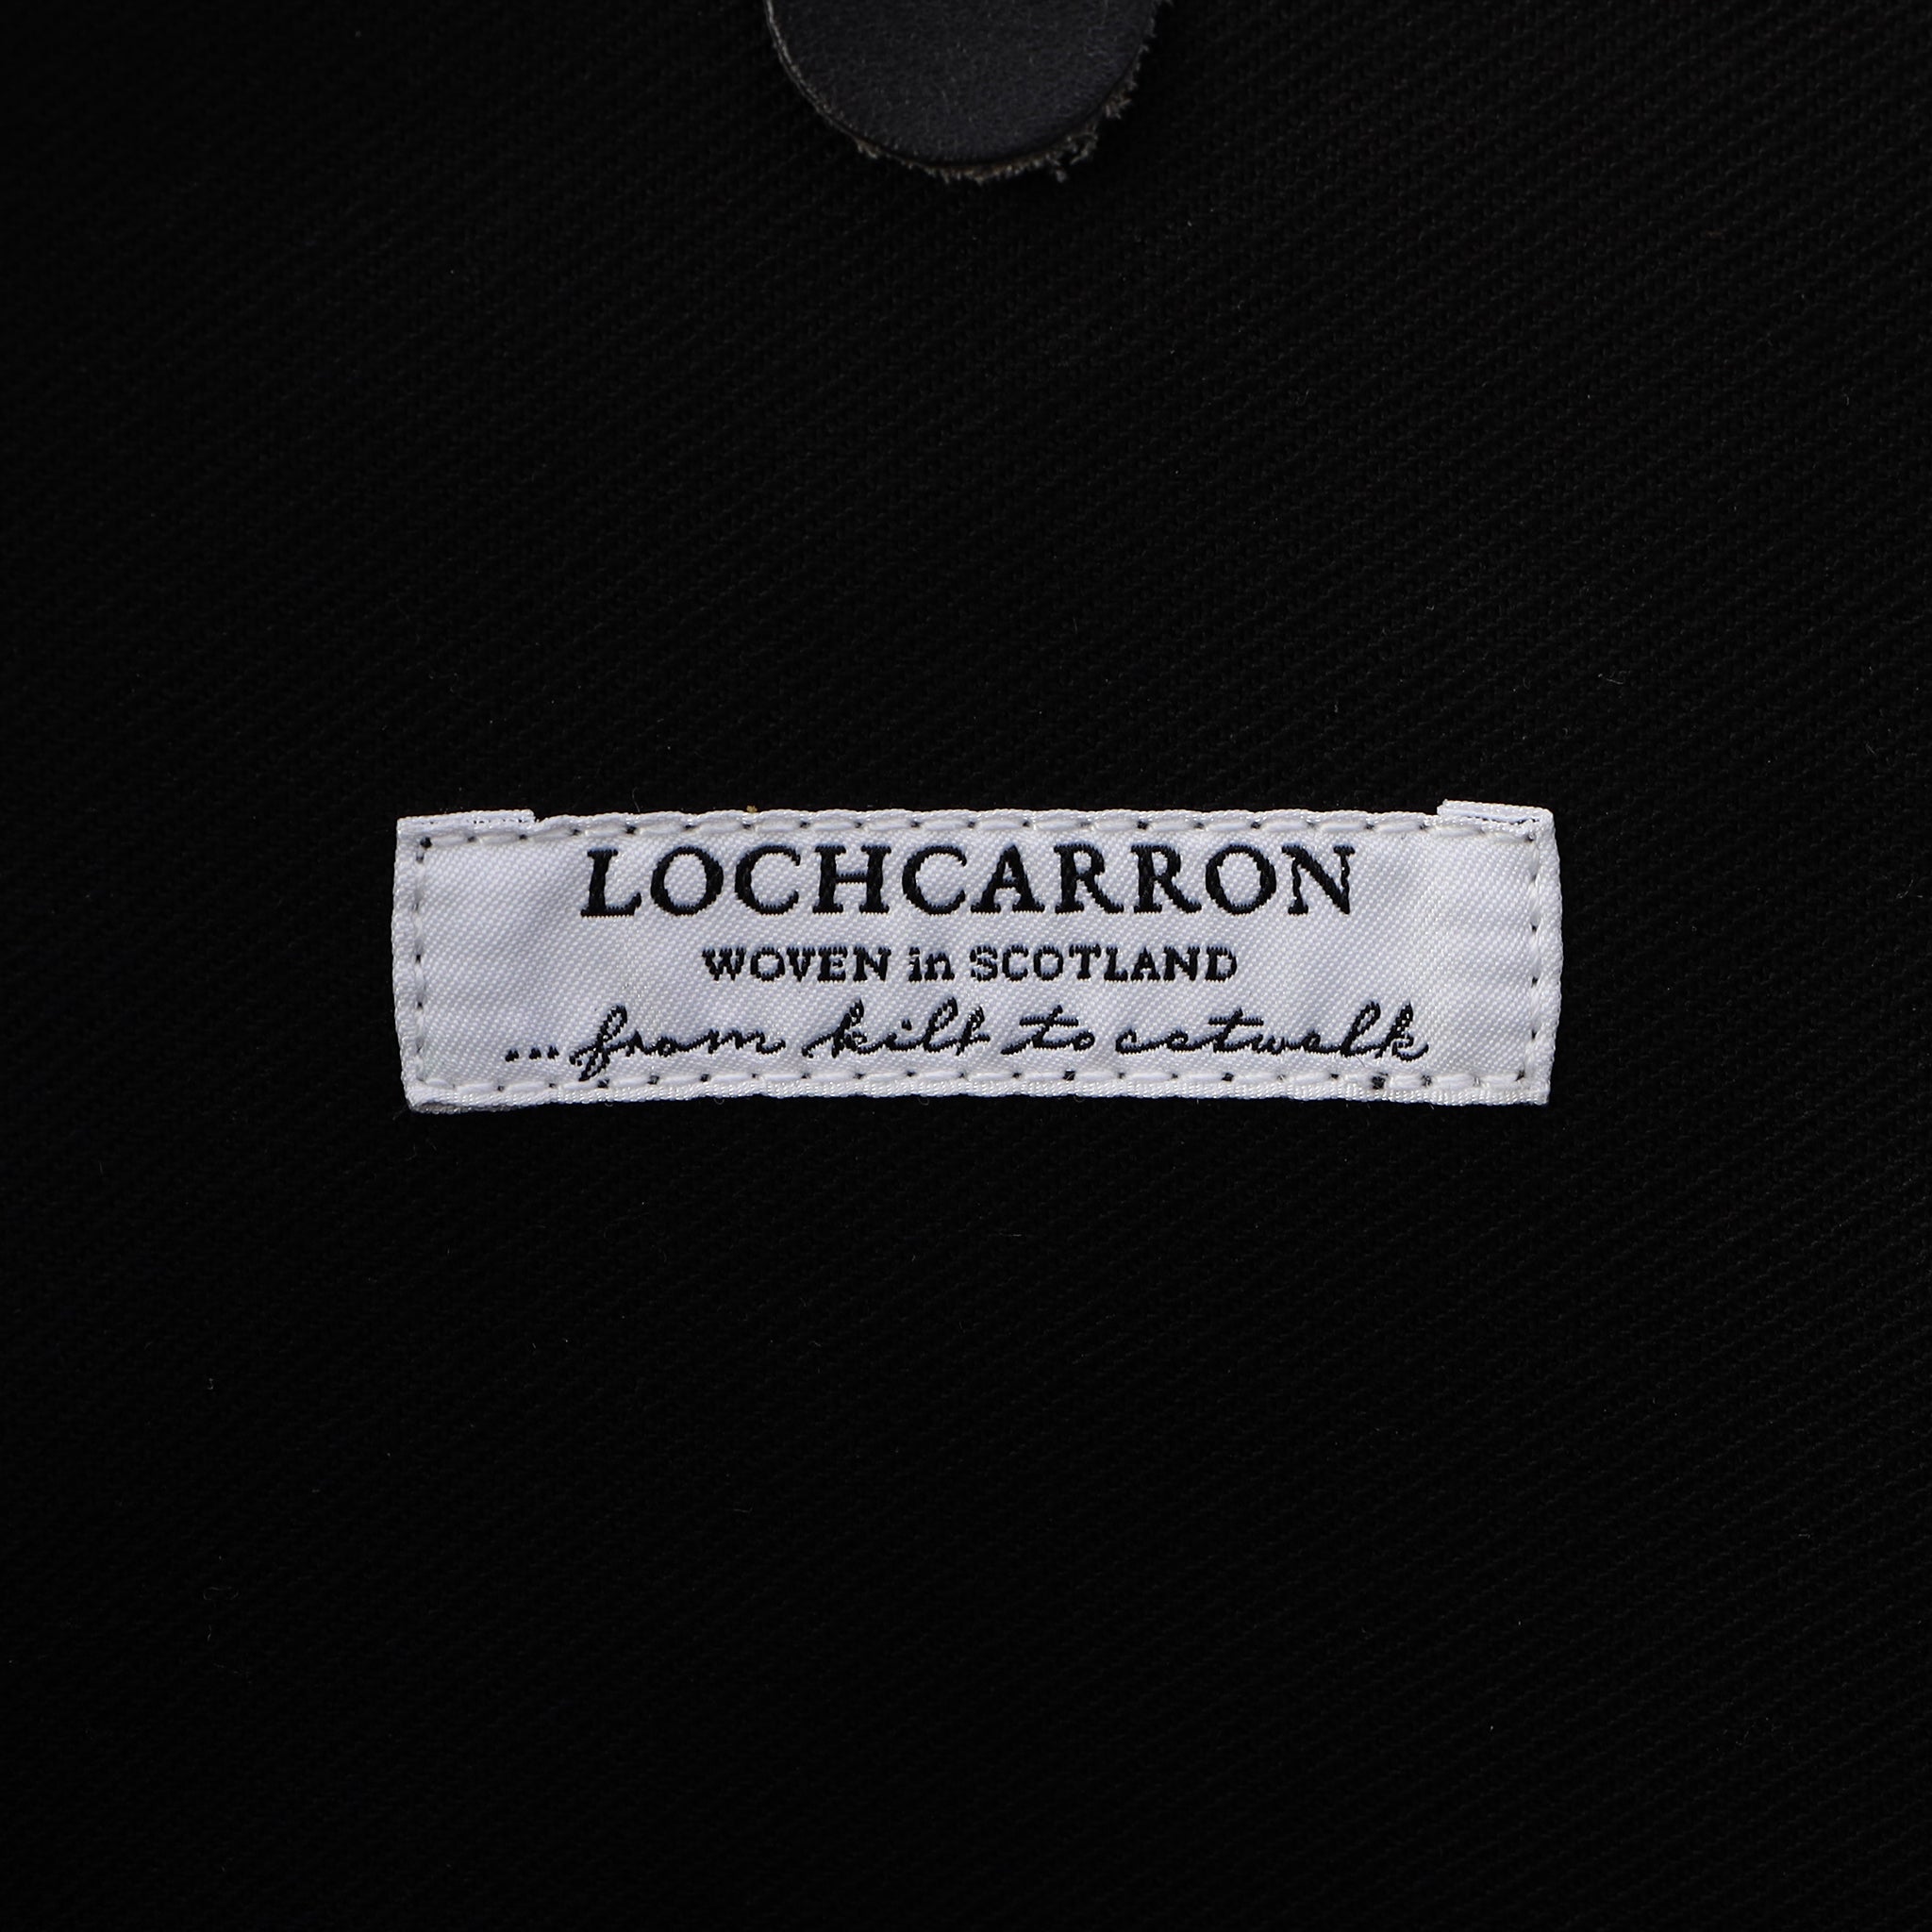 LOCHCARRON
WOVEN in SCOTLAND
...from kilt to catwalk